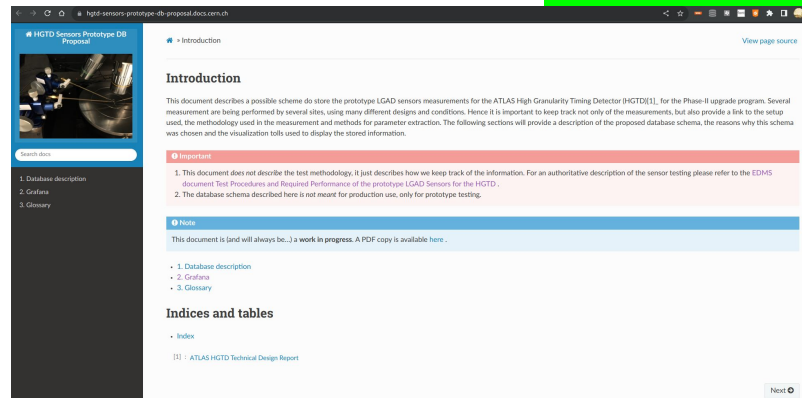 hgtd-sensors-prototype-db-proposal.docs.cern.ch
HGTD Sensors Prototype DB
Proposal
Search docs
1. Database description
2. Grafana
3. Glossary
» Introduction
View page source
Introduction
This document describes a possible scheme do store the prototype LGAD sensors measurements for the ATLAS High Granularity Timing Detector (HGTD)[1]_ for the Phase-II upgrade program. Several
measurement are being performed by several sites, using many different designs and conditions. Hence it is important to keep track not only of the measurements, but also provide a link to the setup
used, the methodology used in the measurement and methods for parameter extraction. The following sections will provide a description of the proposed database schema, the reasons why this schema
was chosen and the visualization tolls used to display the stored information.
Important
1. This document does not describe the test methodology, it just describes how we keep track of the information. For an authoritative description of the sensor testing please refer to the EDMS
document Test Procedures and Required Performance of the prototype LGAD Sensors for the HGTD .
2. The database schema described here is not meant for production use, only for prototype testing.
Note
This document is (and will always be...) a work in progress. A PDF copy is available here .
• 1. Database description
• 2. Grafana
• 3. Glossary
Indices and tables
• Index
[1] : ATLAS HGTD Technical Design Report
Next